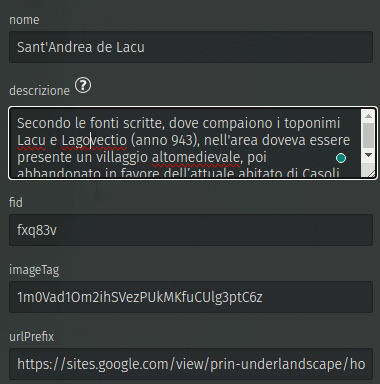 nome
Sant'Andrea de Lacu
descrizione ?
Secondo le fonti scritte, dove compaiono i toponimi
Lacu e Lagovectio (anno 943), nell'area doveva essere
presente un villaggio altomedievale, poi
abbandonato in favore dell'attuale abitato di Casoli
fid
fxq83v
imageTag
1m0Vad1Om2ihSVezPUkMKfuCUlg3ptC6z
urlPrefix
https://sites.google.com/view/prin-underlandscape/ho